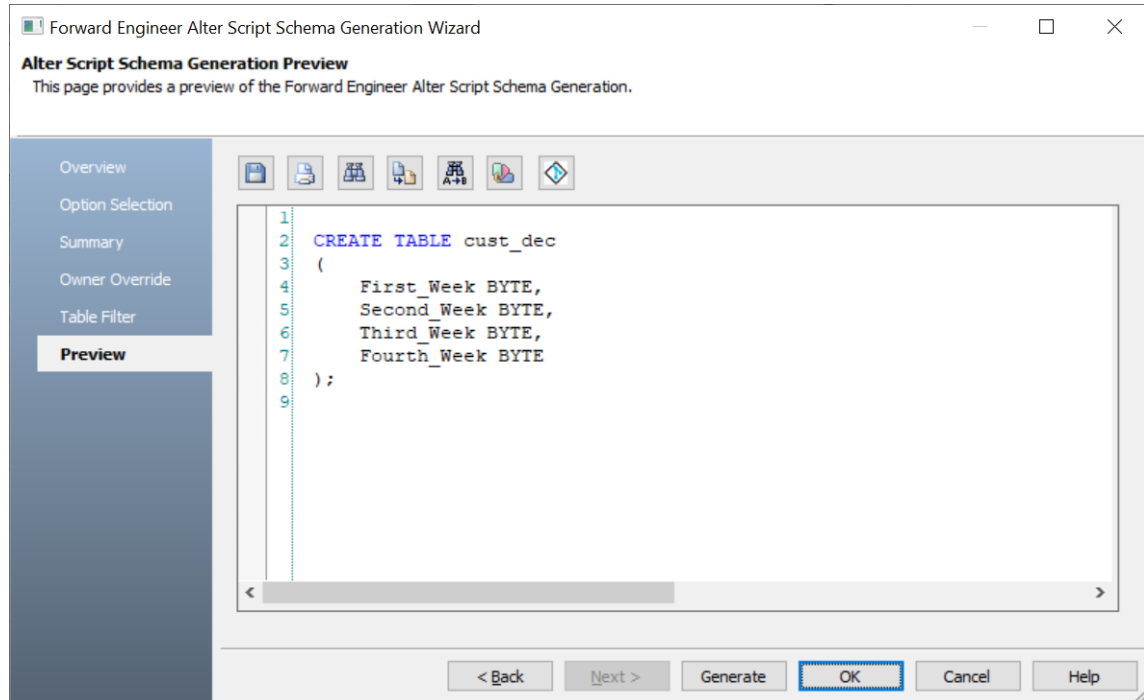 Forward Engineer Alter Script Schema Generation Wizard
Alter Script Schema Generation Preview
This page provides a preview of the Forward Engineer Alter Script Schema Generation.
Overview
Option Selection
Summary
Owner Override
Table Filter
Preview
A→B
1
2 CREATE TABLE cust_dec
3 (
4 First_Week BYTE,
5 Second_Week BYTE,
6 Third_Week BYTE,
7 Fourth_Week BYTE
8 );
9
< Back Next > Generate OK Cancel Help